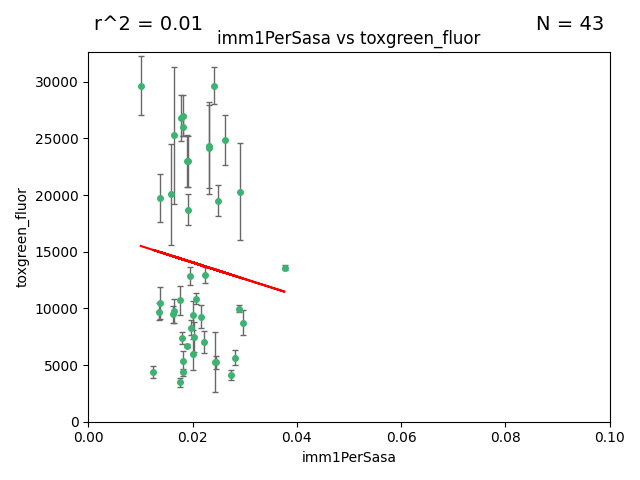 r^2 = 0.01
N = 43
imm1PerSasa vs toxgreen_fluor
30000
25000
20000
15000
10000
5000
0
toxgreen_fluor
0.00
0.02
0.04
0.06
0.08
0.10
imm1PerSasa